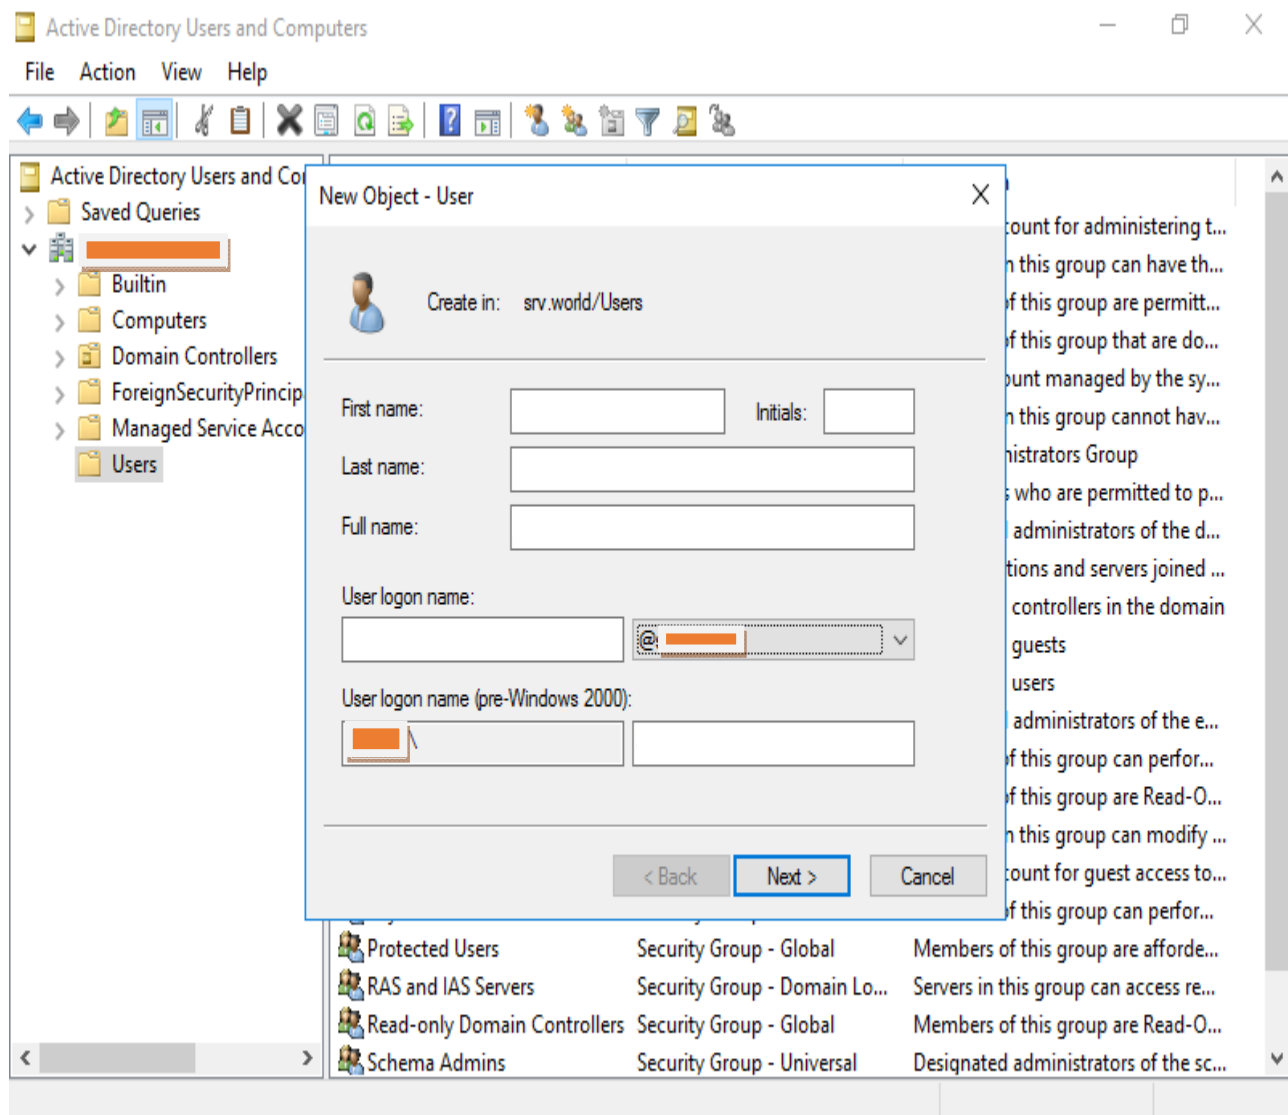 Active Directory Users and Computers
File Action View Help
Active Directory Users and Co
Saved Queries
Builtin
Computers
Domain Controllers
ForeignSecurityPrincip
Managed Service Acco
Users
New Object - User
Create in: srv.world/Users
First name:
Initials:
Last name:
Full name:
User logon name:
@
User logon name (pre-Windows 2000):
\
< Back Next > Cancel
count for administering t...
this group can have th...
of this group are permitt...
of this group that are do...
ount managed by the sy...
this group cannot hav...
nistrators Group
who are permitted to p...
administrators of the d...
tions and servers joined ...
controllers in the domain
guests
users
administrators of the e...
of this group can perfor...
of this group are Read-O...
this group can modify ...
count for guest access to...
of this group can perfor...
Protected Users Security Group - Global Members of this group are afforde...
RAS and IAS Servers Security Group - Domain Lo... Servers in this group can access re...
Read-only Domain Controllers Security Group - Global Members of this group are Read-O...
Schema Admins Security Group - Universal Designated administrators of the sc...